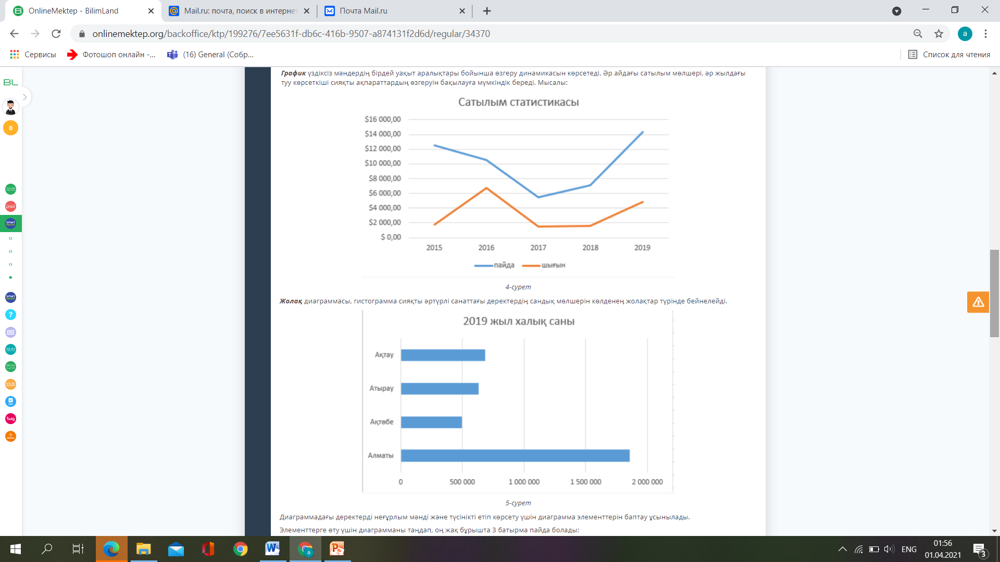 OnlineMektep - BilimLand
Mail.ru: почта, поиск в интернет
Почта Mail.ru
onlinemektep.org/backoffice/ktp/199276/7ee5631f-db6c-416b-9507-a874131f2d6d/regular/34370
a
Сервисы
Фотошоп онлайн -...
(16) General (Собр...
Список для чтения
BL
0
График үздіксіз мәндердің бірдей уақыт аралықтары бойынша өзгеру динамикасын көрсетеді. Әр айдағы сатылым мөлшері, әр жылдағы
туу көрсеткіші сияқты ақпараттардың өзгеруін бақылауға мүмкіндік береді. Мысалы:
Сатылым статистикасы
$16 000,00
$14 000,00
$12 000,00
$10 000,00
$8 000,00
$6 000,00
$4 000,00
$2 000,00
$ 0,00
2015 2016 2017 2018 2019
пайда шығын
4-сурет
Жолақ диаграммасы, гистограмма сияқты әртүрлі санаттағы деректердің сандық мөлшерін көлденең жолақтар түрінде бейнелейді.
2019 жыл халық саны
Ақтау
Атырау
Ақтөбе
Алматы
0 500 000 1 000 000 1 500 000 2 000 000
5-сурет
Диаграммадағы деректерді неғұрлым мәнді және түсінікті етіп көрсету үшін диаграмма элементтерін баптау ұсынылады.
Элементтерге өту үшін диаграмманы таңдап, оң жақ бұрышта 3 батырма пайда болады:
Twig
ENG
01:56
01.04.2021
3